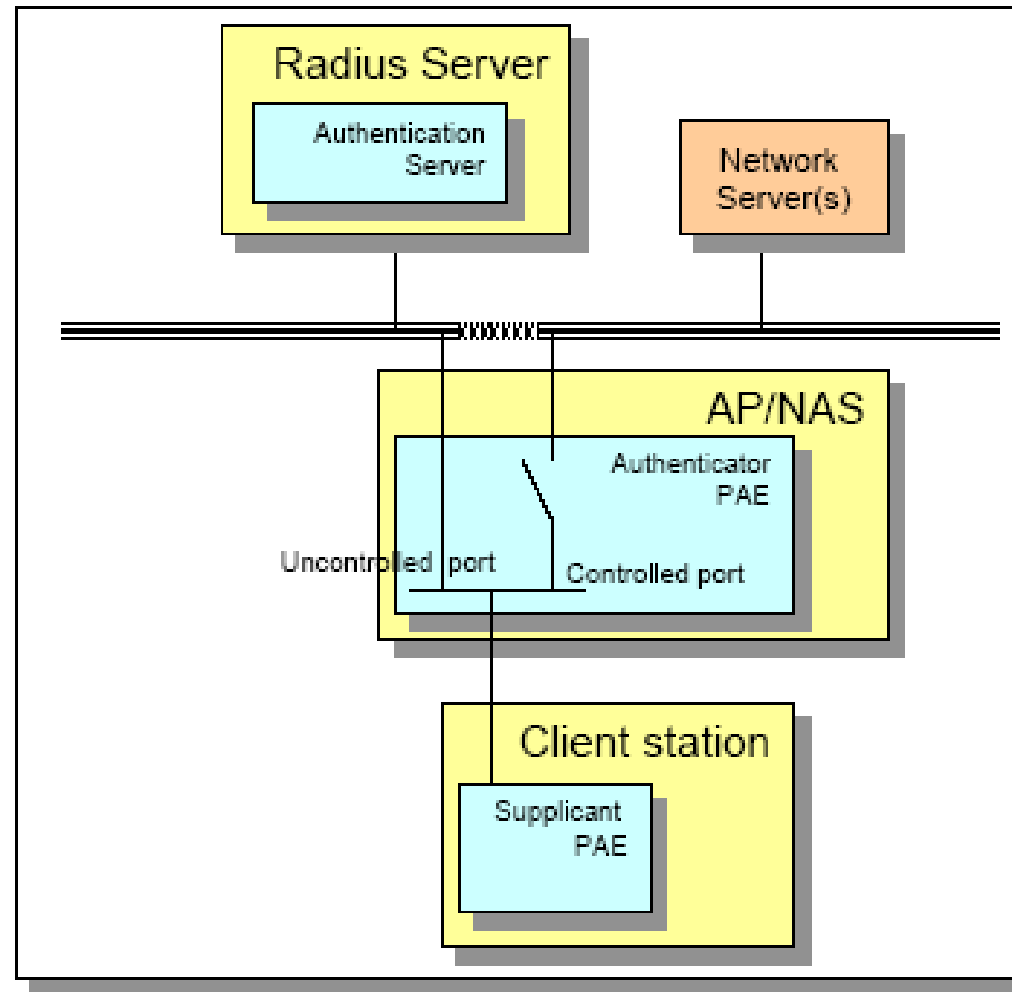 Radius Server
Authentication
Server
Network
Server(s)
AP/NAS
Authenticator
PAE
Uncontrolled port
Controlled port
Client station
Supplicant
PAE